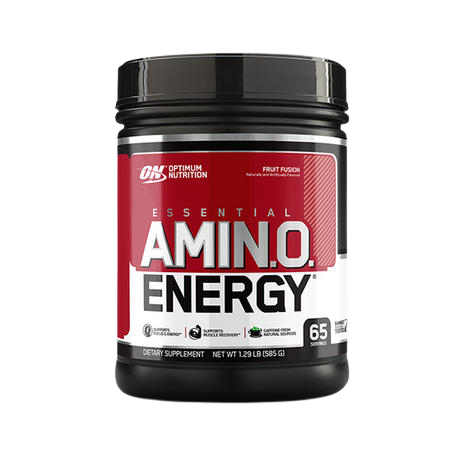 ON OPTIMUM
NUTRITION
FRUIT FUSION
Naturally and Artificially Flavored
ESSENTIAL
AMIN.O.
ENERGY
SUPPORTS
FOCUS & ENERGY*
SUPPORTS
MUSCLE RECOVERY*
CAFFEINE FROM
NATURAL SOURCES
65
SERVINGS
DIETARY SUPPLEMENT
NET WT 1.29 LB (585 G)